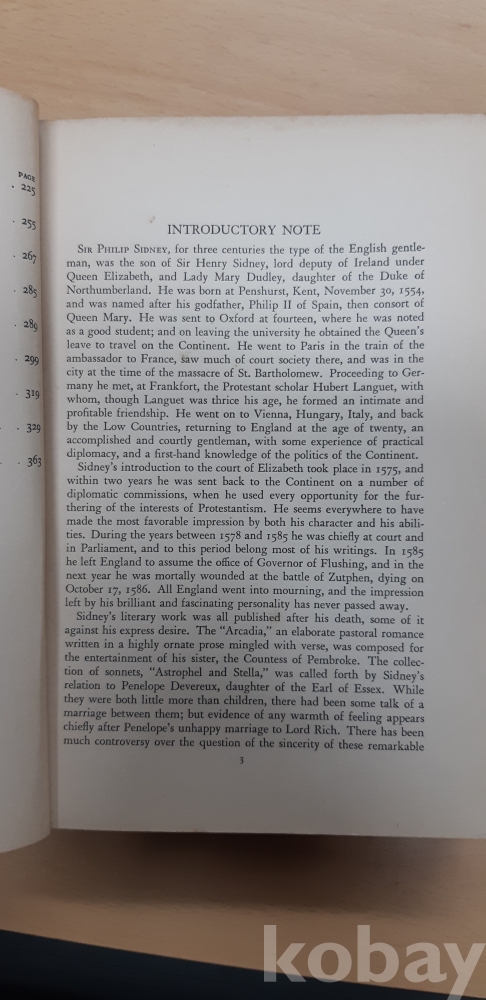 PAGE
. 225
. 255
. 267
. 285
. 289
. 299
. 319
. 329
. 363
INTRODUCTORY NOTE
SIR PHILIP SIDNEY, for three centuries the type of the English gentle-
man, was the son of Sir Henry Sidney, lord deputy of Ireland under
Queen Elizabeth, and Lady Mary Dudley, daughter of the Duke of
Northumberland. He was born at Penshurst, Kent, November 30, 1554,
and was named after his godfather, Philip II of Spain, then consort of
Queen Mary. He was sent to Oxford at fourteen, where he was noted
as a good student; and on leaving the university he obtained the Queen's
leave to travel on the Continent. He went to Paris in the train of the
ambassador to France, saw much of court society there, and was in the
city at the time of the massacre of St. Bartholomew. Proceeding to Ger-
many he met, at Frankfort, the Protestant scholar Hubert Languet, with
whom, though Languet was thrice his age, he formed an intimate and
profitable friendship. He went on to Vienna, Hungary, Italy, and back
by the Low Countries, returning to England at the age of twenty, an
accomplished and courtly gentleman, with some experience of practical
diplomacy, and a first-hand knowledge of the politics of the Continent.
Sidney's introduction to the court of Elizabeth took place in 1575, and
within two years he was sent back to the Continent on a number of
diplomatic commissions, when he used every opportunity for the fur-
thering of the interests of Protestantism. He seems everywhere to have
made the most favorable impression by both his character and his abili-
ties. During the years between 1578 and 1585 he was chiefly at court and
in Parliament, and to this period belong most of his writings. In 1585
he left England to assume the office of Governor of Flushing, and in the
next year he was mortally wounded at the battle of Zutphen, dying on
October 17, 1586. All England went into mourning, and the impression
left by his brilliant and fascinating personality has never passed away.
Sidney's literary work was all published after his death, some of it
against his express desire. The "Arcadia," an elaborate pastoral romance
written in a highly ornate prose mingled with verse, was composed for
the entertainment of his sister, the Countess of Pembroke. The collec-
tion of sonnets, "Astrophel and Stella," was called forth by Sidney's
relation to Penelope Devereux, daughter of the Earl of Essex. While
they were both little more than children, there had been some talk of a
marriage between them; but evidence of any warmth of feeling appears
chiefly after Penelope's unhappy marriage to Lord Rich. There has been
much controversy over the question of the sincerity of these remarkable
3
kobay